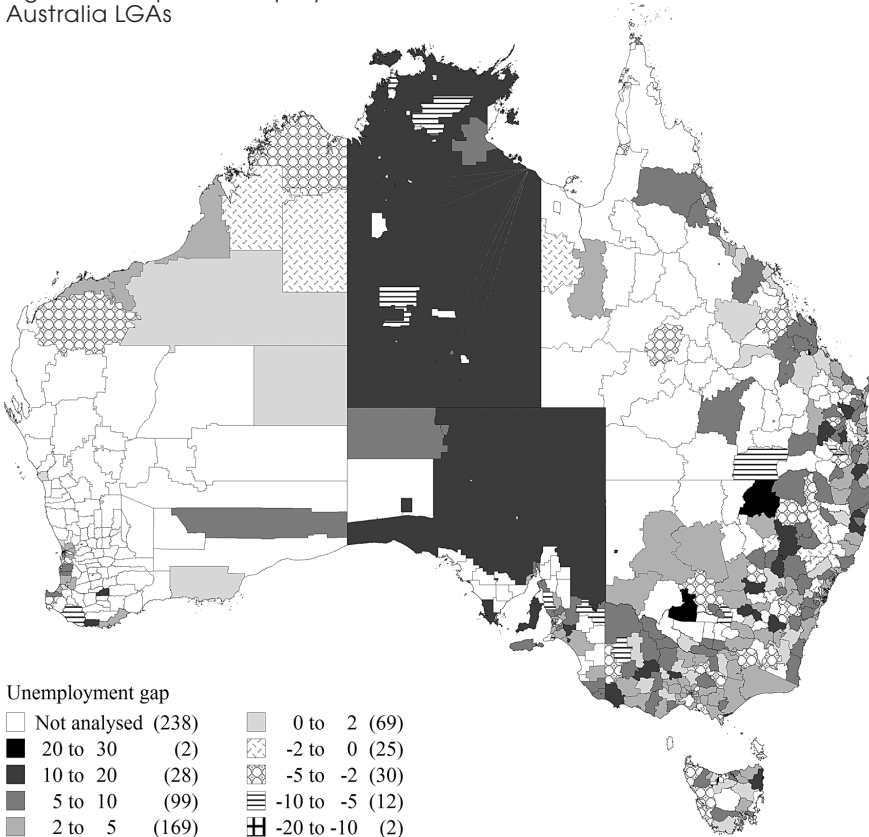 Australia LGAs
Unemployment gap
Not analysed (238)
20 to 30 (2)
10 to 20 (28)
5 to 10 (99)
2 to 5 (169)
0 to 2 (69)
-2 to 0 (25)
-5 to -2 (30)
-10 to -5 (12)
-20 to -10 (2)